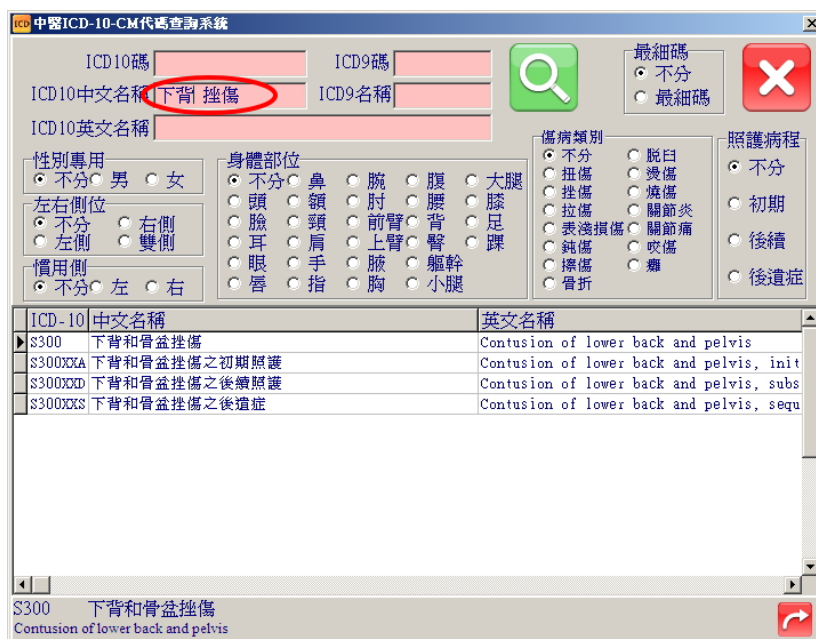 ICD 中醫ICD-10-CM代碼查詢系統
ICD10碼 ICD9碼
ICD10中文名稱 下背 挫傷 ICD9名稱
ICD10英文名稱
最細碼
不分
最細碼
性別專用
不分 男 女
左右側位
不分 右側
左側 雙側
慣用側
不分 左 右
身體部位
不分 鼻 腕 腹 大腿
頭 額 肘 腰 膝
臉 頸 前臂 背 足
耳 肩 上臂 臀 踝
眼 手 腋 軀幹
唇 指 胸 小腿
傷病類別
不分 脫臼
扭傷 燙傷
挫傷 燒傷
拉傷 關節炎
表淺損傷 關節痛
鈍傷 咬傷
擦傷 癱
骨折
照護病程
不分
初期
後續
後遺症
ICD-10 中文名稱 英文名稱
S300 下背和骨盆挫傷 Contusion of lower back and pelvis
S300XXA 下背和骨盆挫傷之初期照護 Contusion of lower back and pelvis, init
S300XXD 下背和骨盆挫傷之後續照護 Contusion of lower back and pelvis, subs
S300XXS 下背和骨盆挫傷之後遺症 Contusion of lower back and pelvis, sequ
S300 下背和骨盆挫傷
Contusion of lower back and pelvis